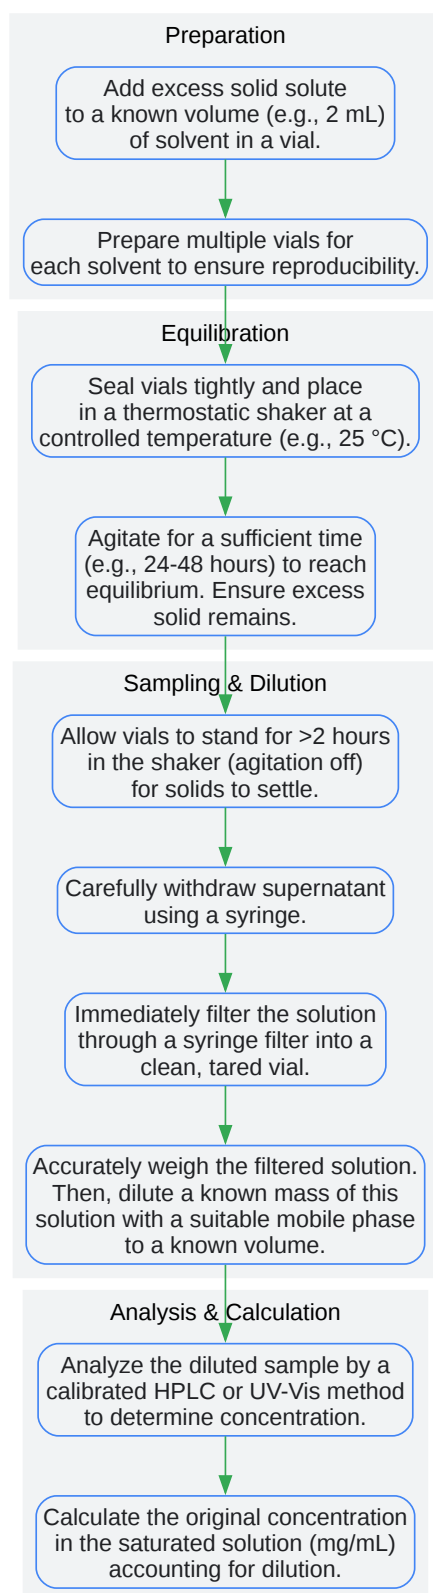 Preparation
Add excess solid solute
to a known volume (e.g., 2 mL)
of solvent in a vial.
Prepare multiple vials for
each solvent to ensure reproducibility.
Equilibration
Seal vials tightly and place
in a thermostatic shaker at a
controlled temperature (e.g., 25 °C).
Agitate for a sufficient time
(e.g., 24-48 hours) to reach
equilibrium. Ensure excess
solid remains.
Sampling & Dilution
Allow vials to stand for >2 hours
in the shaker (agitation off)
for solids to settle.
Carefully withdraw supernatant
using a syringe.
Immediately filter the solution
through a syringe filter into a
clean, tared vial.
Accurately weigh the filtered solution.
Then, dilute a known mass of this
solution with a suitable mobile phase
to a known volume.
Analysis & Calculation
Analyze the diluted sample by a
calibrated HPLC or UV-Vis method
to determine concentration.
Calculate the original concentration
in the saturated solution (mg/mL)
accounting for dilution.